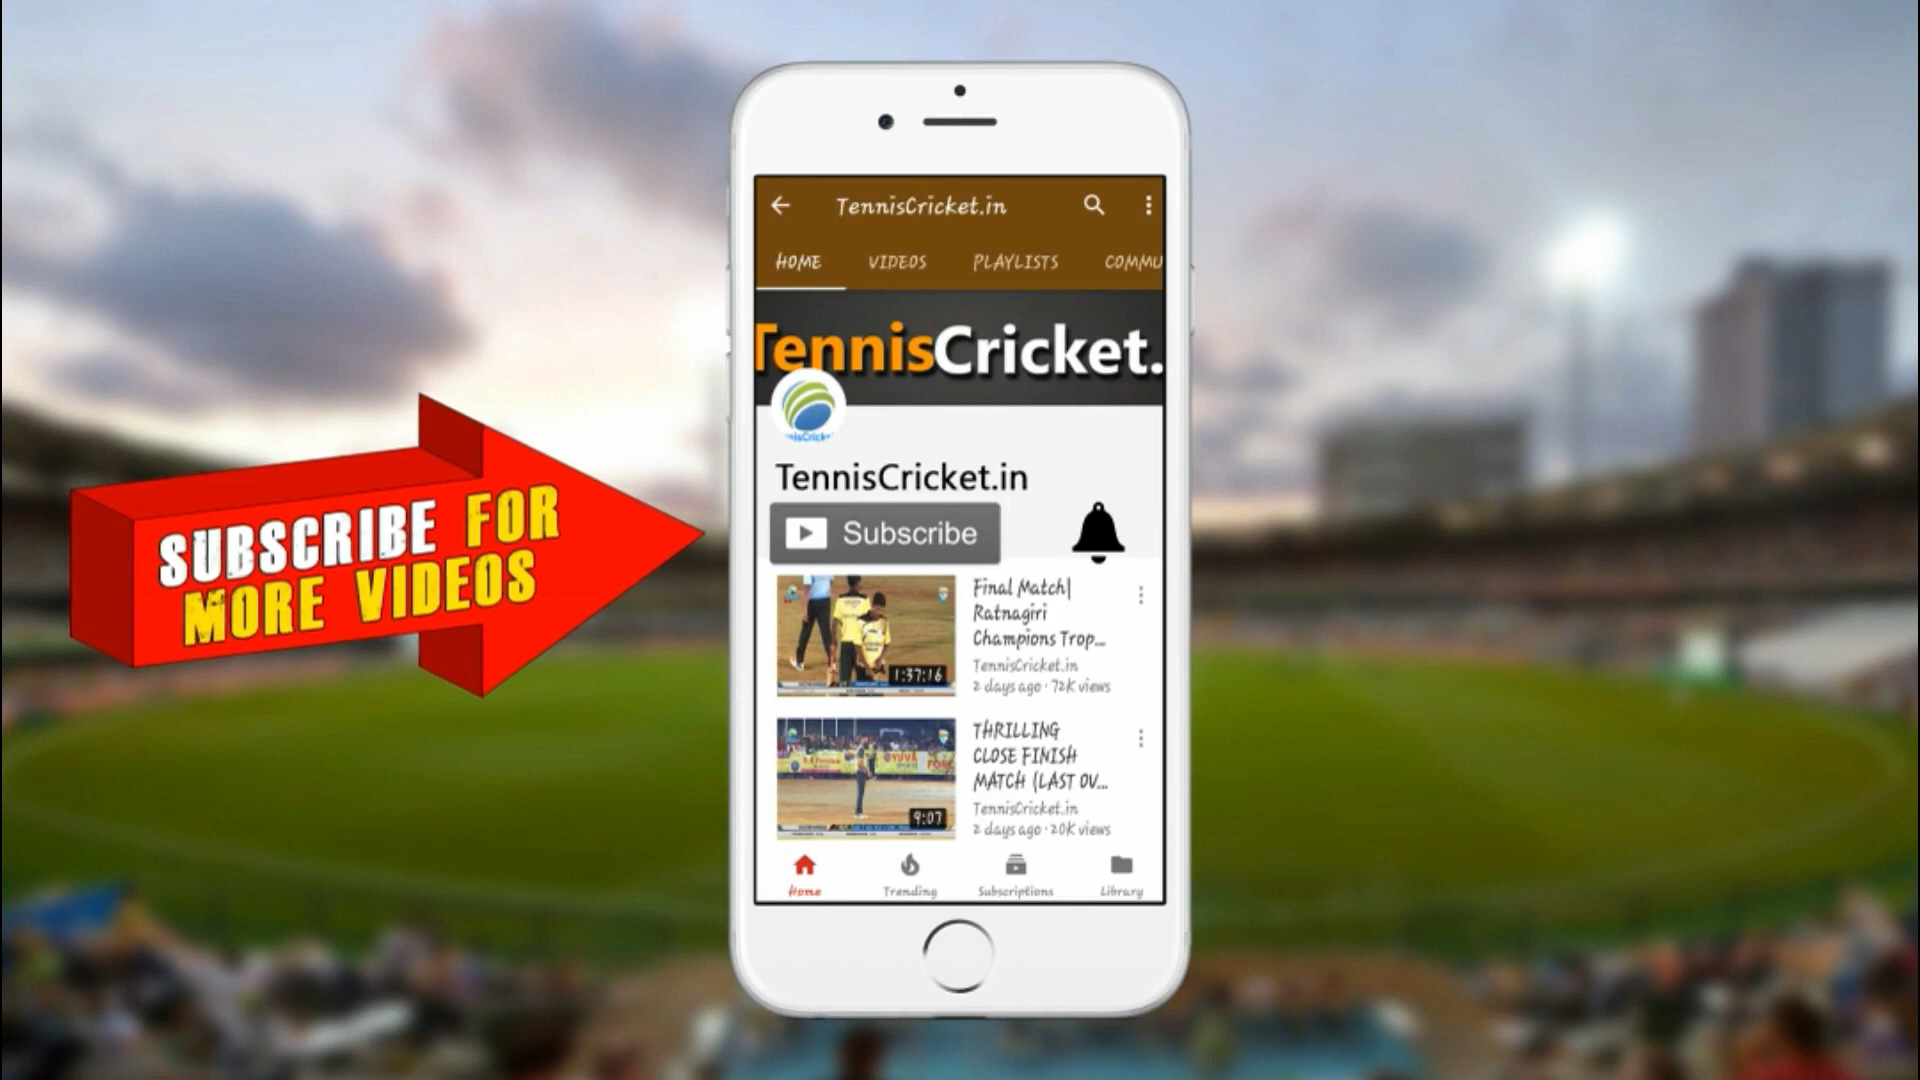 SUBSCRIBE FOR
MORE VIDEOS
TennisCricket.in
HOME VIDEOS PLAYLISTS COMMU
TennisCricket.
TennisCricket.in
Subscribe
Final Match|
Ratnagiri
Champions Trop...
TennisCricket.in
2 days ago · 72K views
1:37:16
THRILLING
CLOSE FINISH
MATCH (LAST OV...
TennisCricket.in
2 days ago · 20K views
YUVA
9:07
Home Trending Subscriptions Library